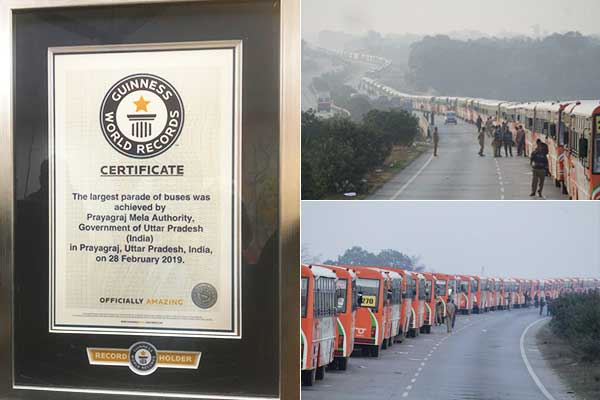 GUINNESS
WORLD RECORDS
CERTIFICATE
The largest parade of buses was
achieved by
Prayagraj Mela Authority,
Government of Uttar Pradesh
(India)
in Prayagraj, Uttar Pradesh, India,
on 28 February 2019.
OFFICIALLY AMAZING
RECORD HOLDER
270